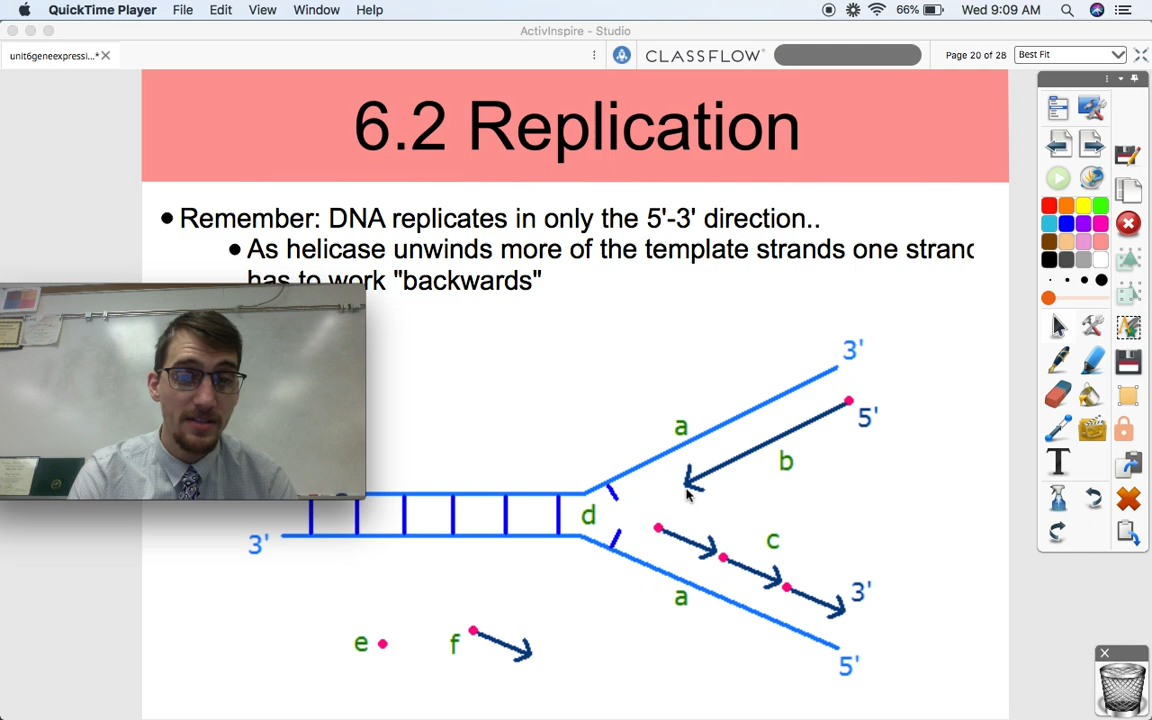 QuickTime Player File Edit View Window Help 66% Wed 9:09 AM
ActivInspire - Studio
unit6geneexpressi...*
CLASSFLOW
Page 20 of 28
Best Fit
6.2 Replication
Remember: DNA replicates in only the 5'-3' direction..
As helicase unwinds more of the template strands one strand
has to work "backwards"
3'
a
5'
b
d
3'
c
3'
a
e
f
5'
T